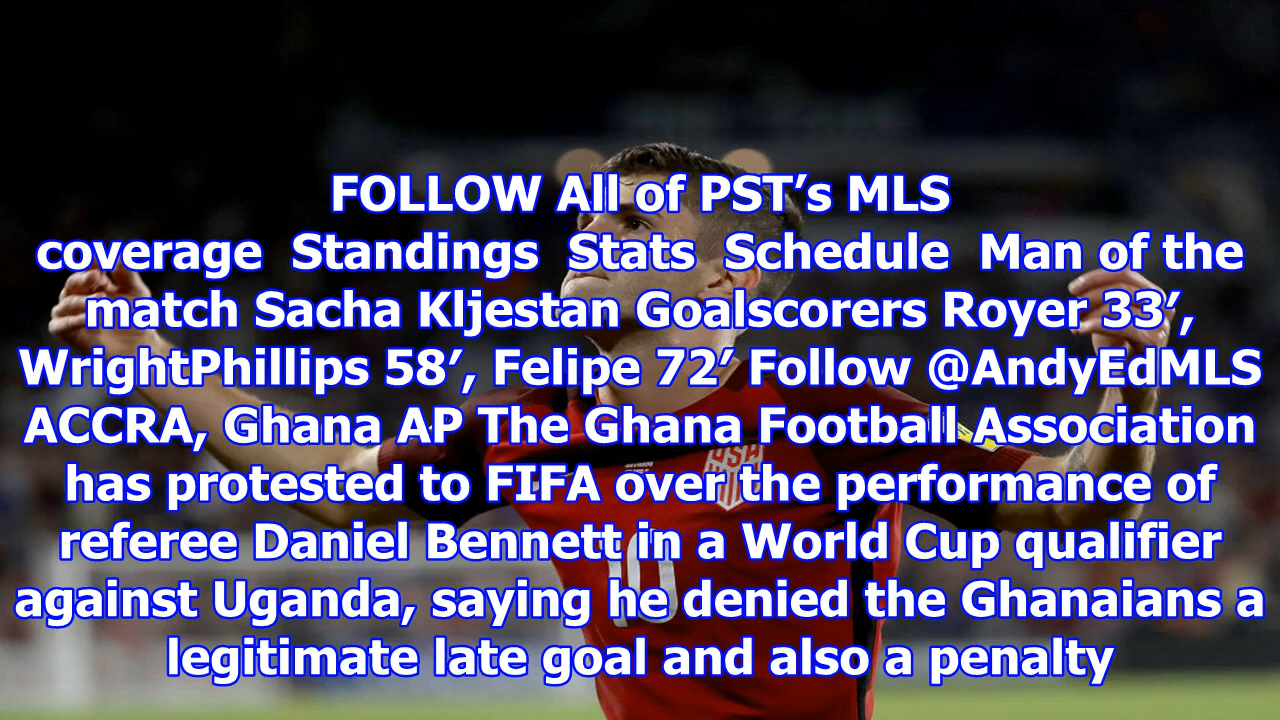 FOLLOW All of PST’s MLS
coverage  Standings  Stats  Schedule  Man of the
match Sacha Kljestan Goalscorers Royer 33′,
WrightPhillips 58′, Felipe 72′ Follow @AndyEdMLS
ACCRA, Ghana AP The Ghana Football Association
has protested to FIFA over the performance of
referee Daniel Bennett in a World Cup qualifier
against Uganda, saying he denied the Ghanaians a
legitimate late goal and also a penalty
USA
10